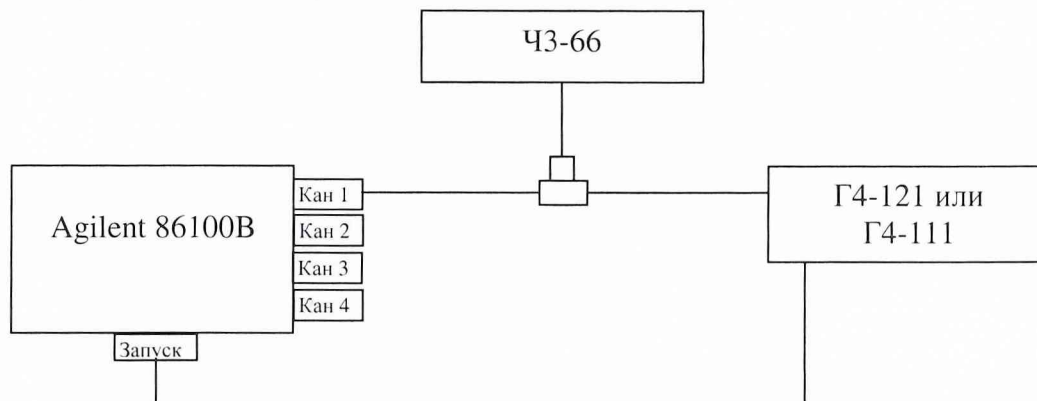 Ч3-66
Agilent 86100B
Кан 1
Кан 2
Кан 3
Кан 4
Запуск
Г4-121 или
Г4-111